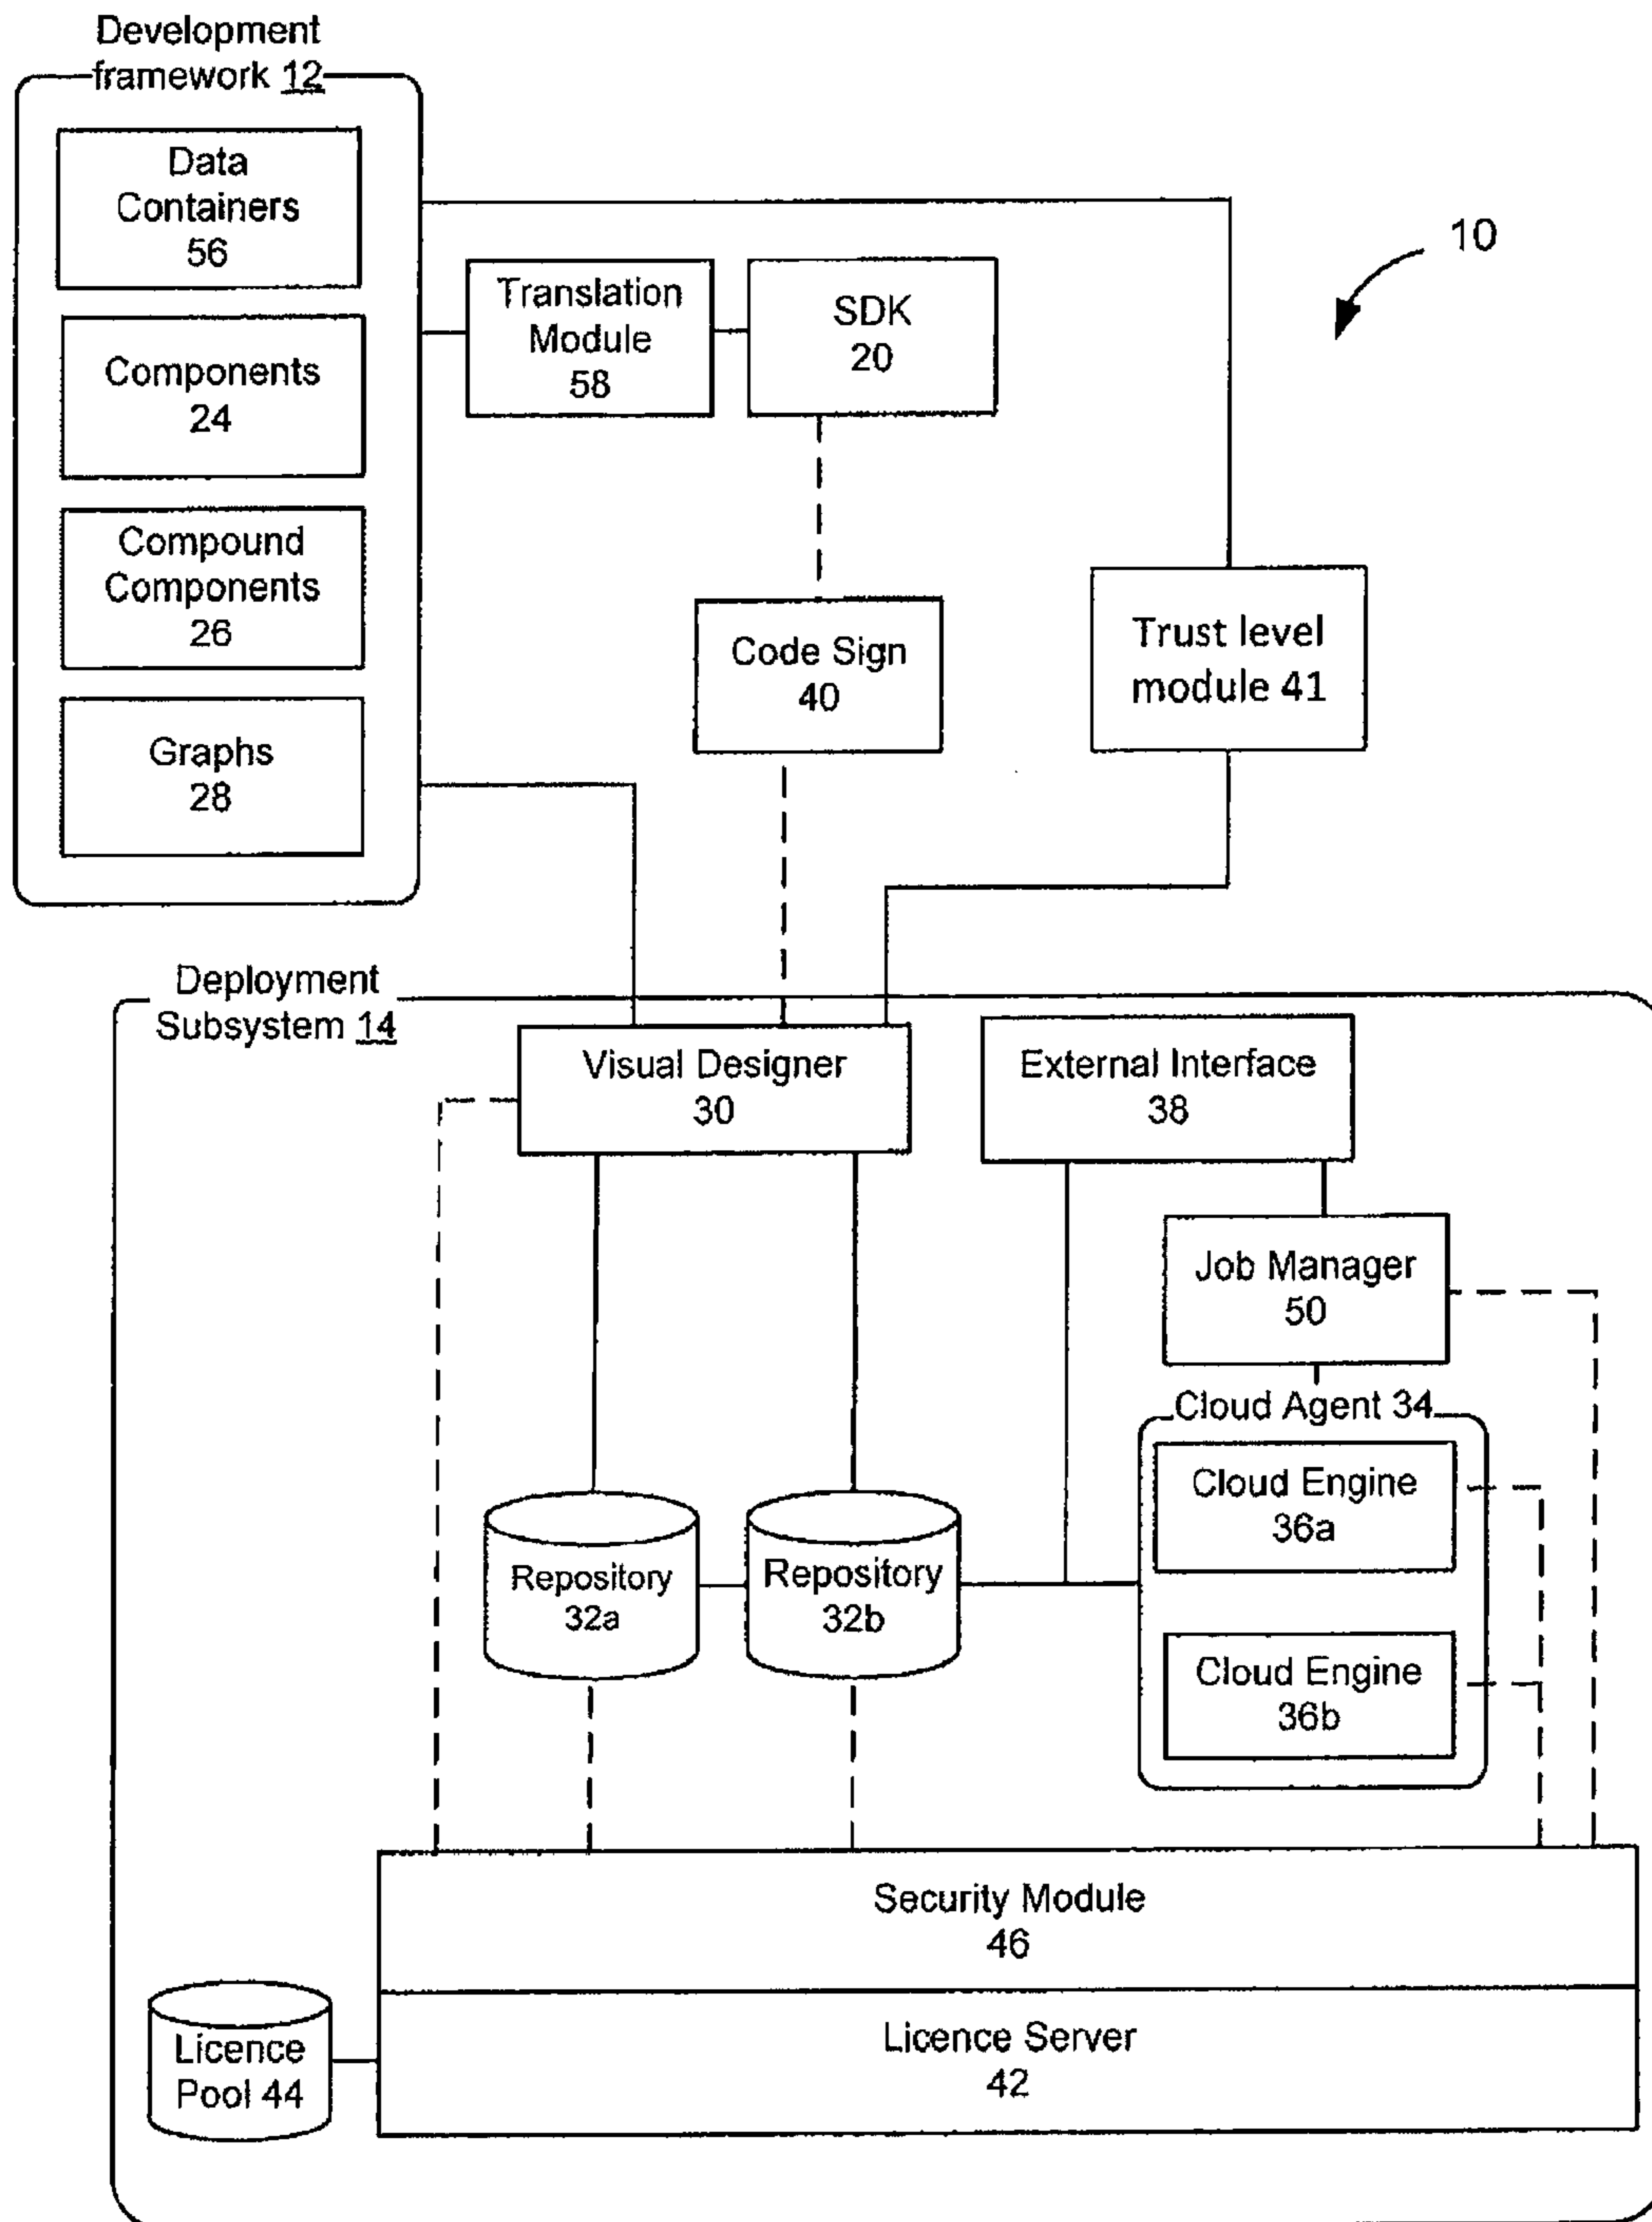 Development
framework 12
Data
Containers
56
Components
24
Compound
Components
26
Graphs
28
Translation
Module
58
SDK
20
10
Code Sign
40
Trust level
module 41
Deployment
Subsystem 14
Visual Designer
30
External Interface
38
Job Manager
50
Cloud Agent 34
Cloud Engine
36a
Cloud Engine
36b
Repository
32a
Repository
32b
Security Module
46
Licence Server
42
Licence
Pool 44